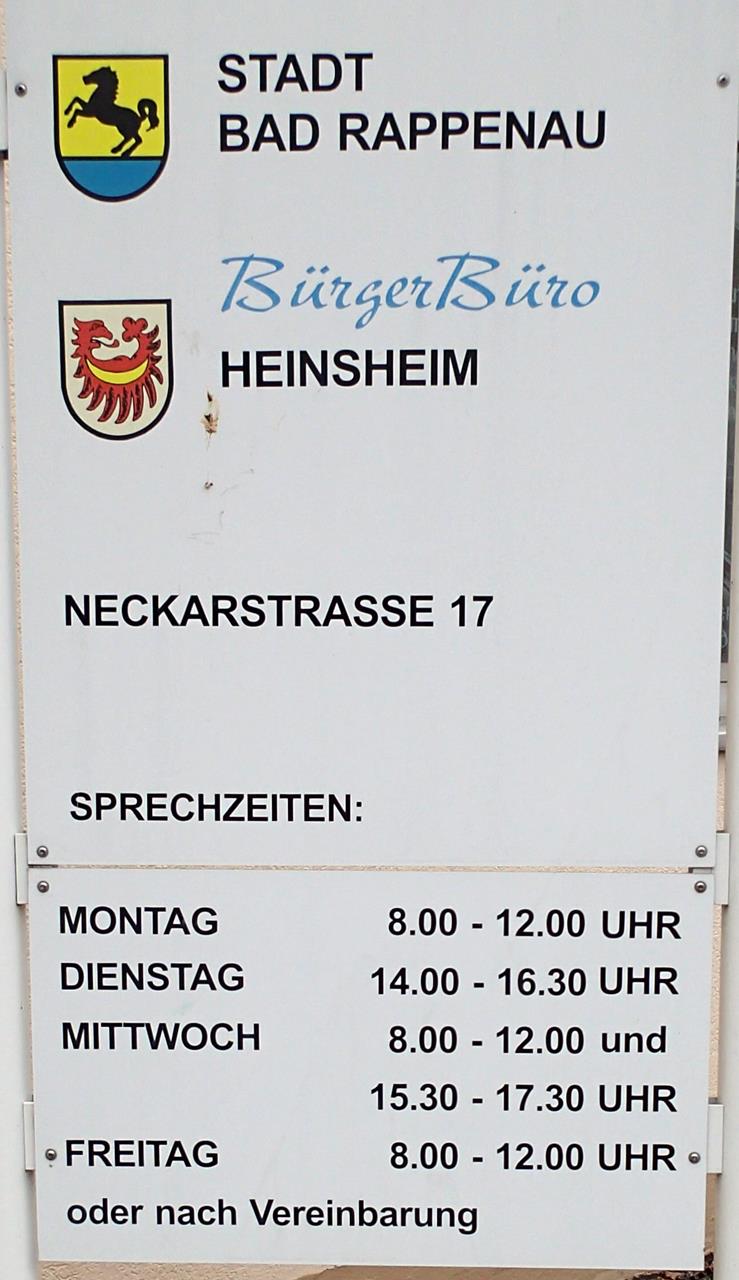 STADT
BAD RAPPENAU
BürgerBüro
HEINSHEIM
NECKARSTRASSE 17
SPRECHZEITEN:
MONTAG 8.00 - 12.00 UHR
DIENSTAG 14.00 - 16.30 UHR
MITTWOCH 8.00 - 12.00 und
15.30 - 17.30 UHR
FREITAG 8.00 - 12.00 UHR
oder nach Vereinbarung